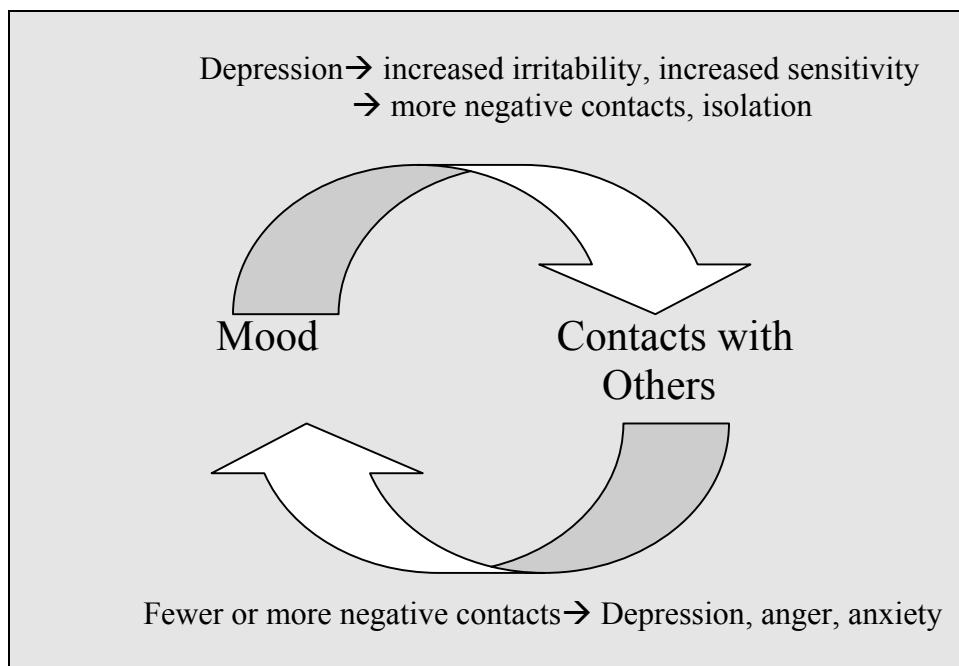 Depression→ increased irritability, increased sensitivity
→ more negative contacts, isolation
Mood
Contacts with
Others
Fewer or more negative contacts→ Depression, anger, anxiety